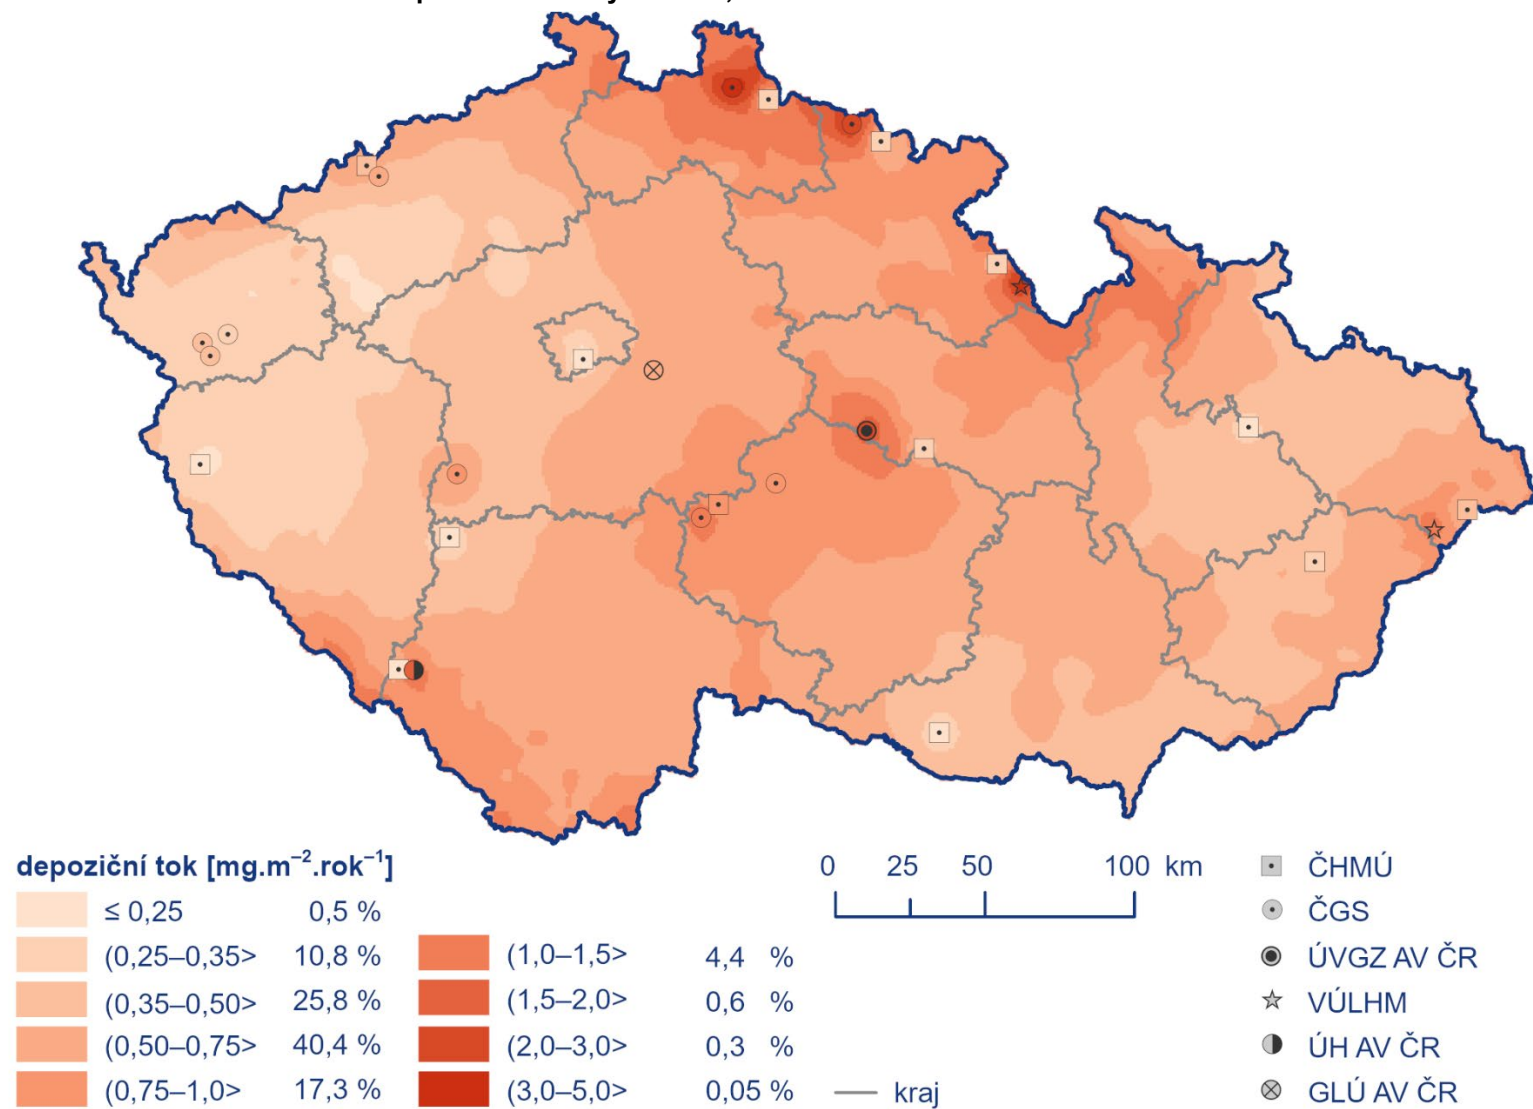 depoziční tok [mg.m⁻².rok⁻¹]
≤ 0,25 0,5 %
(0,25–0,35> 10,8 %
(0,35–0,50> 25,8 %
(0,50–0,75> 40,4 %
(0,75–1,0> 17,3 %
(1,0–1,5> 4,4 %
(1,5–2,0> 0,6 %
(2,0–3,0> 0,3 %
(3,0–5,0> 0,05 %
0 25 50 100 km
kraj
ČHMÚ
ČGS
ÚVGZ AV ČR
VÚLHM
ÚH AV ČR
GLÚ AV ČR